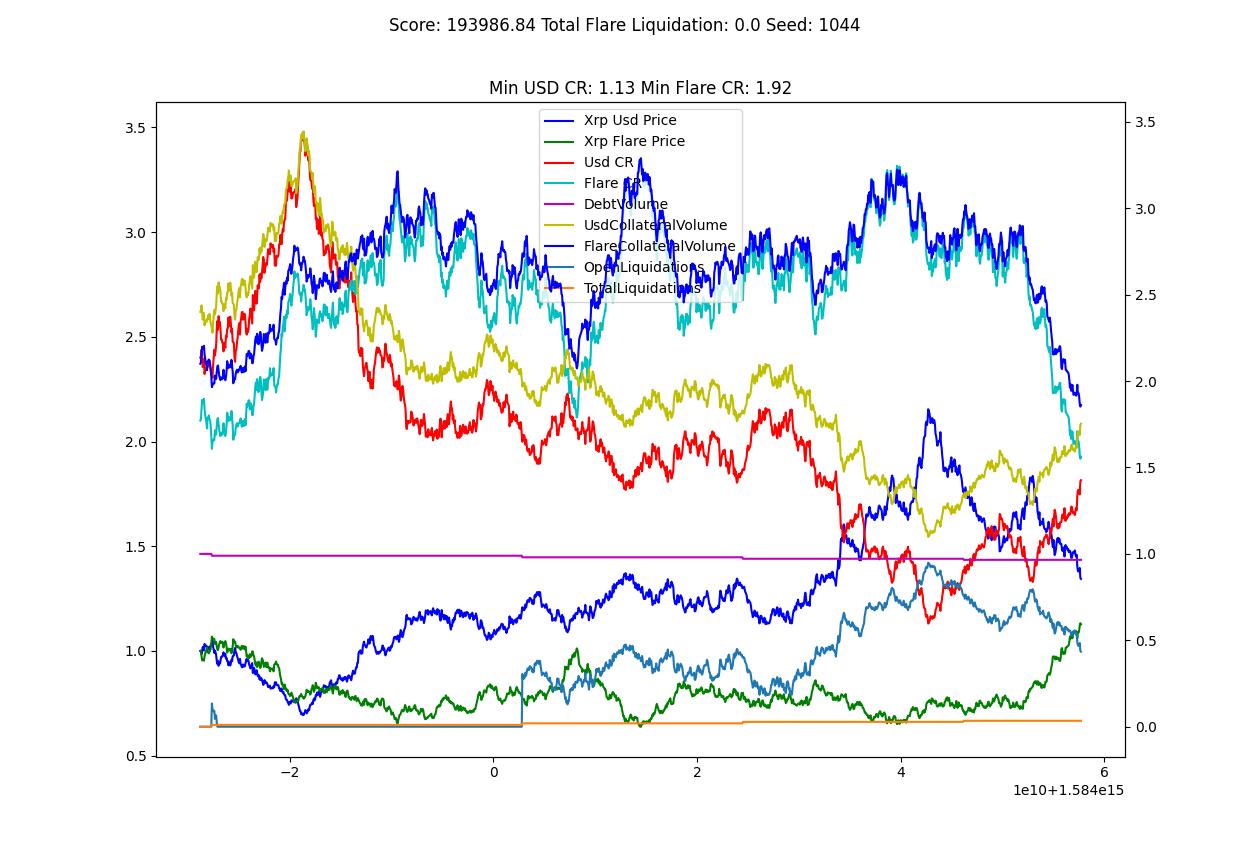 Score: 193986.84 Total Flare Liquidation: 0.0 Seed: 1044
Min USD CR: 1.13 Min Flare CR: 1.92
Xrp Usd Price
Xrp Flare Price
Usd CR
Flare CR
DebtVolume
UsdCollateralVolume
FlareCollateralVolume
OpenLiquidations
TotalLiquidations
3.5
3.0
2.5
2.0
1.5
1.0
0.5
3.5
3.0
2.5
2.0
1.5
1.0
0.5
0.0
−2
0
2
4
6
1e10+1.584e15